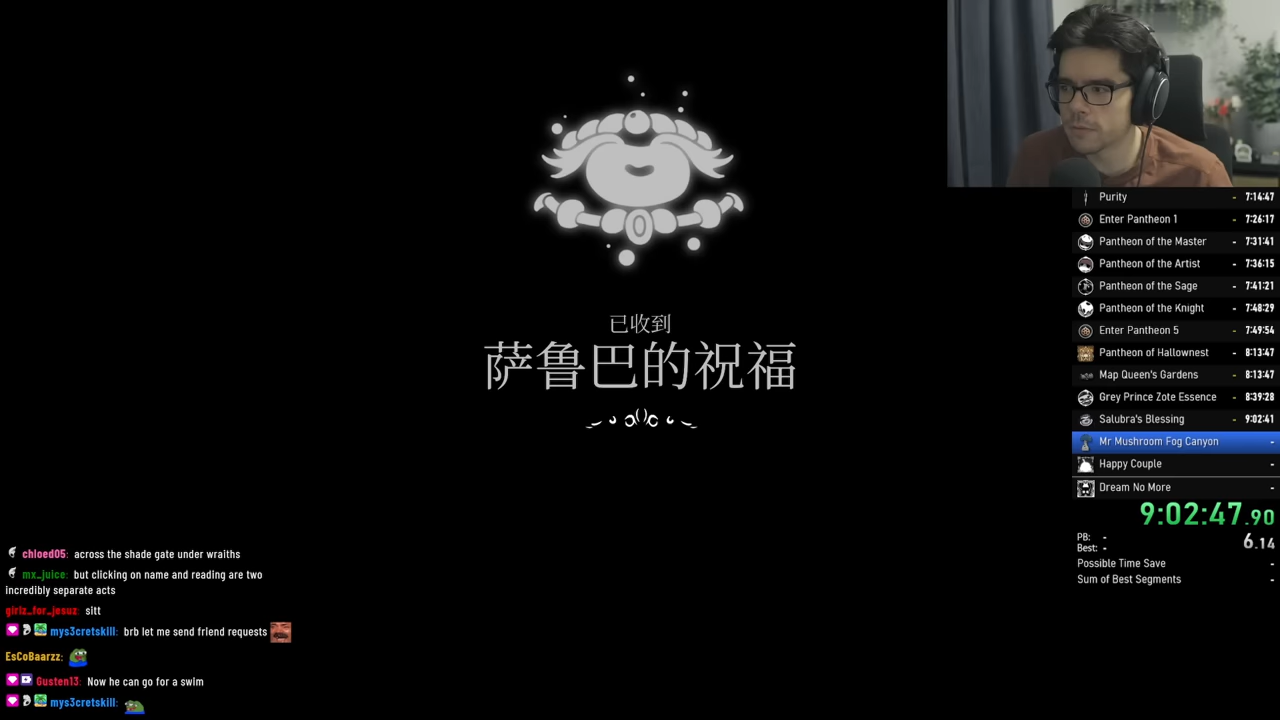 已收到
萨鲁巴的祝福
Purity - 7:14:47
Enter Pantheon 1 - 7:26:17
Pantheon of the Master - 7:31:41
Pantheon of the Artist - 7:36:15
Pantheon of the Sage - 7:41:21
Pantheon of the Knight - 7:48:29
Enter Pantheon 5 - 7:49:54
Pantheon of Hallownest - 8:13:47
Map Queen's Gardens - 8:13:47
Grey Prince Zote Essence - 8:39:28
Salubra's Blessing - 9:02:41
Mr Mushroom Fog Canyon -
Happy Couple -
Dream No More -
9:02:47.90
PB: - 6.14
Best: -
Possible Time Save -
Sum of Best Segments -
chloed05: across the shade gate under wraiths
mx_juice: but clicking on name and reading are two
incredibly separate acts
girlz_for_jesuz: sitt
mys3cretskill: brb let me send friend requests
EsCoBaarzz:
Gusten13: Now he can go for a swim
mys3cretskill: